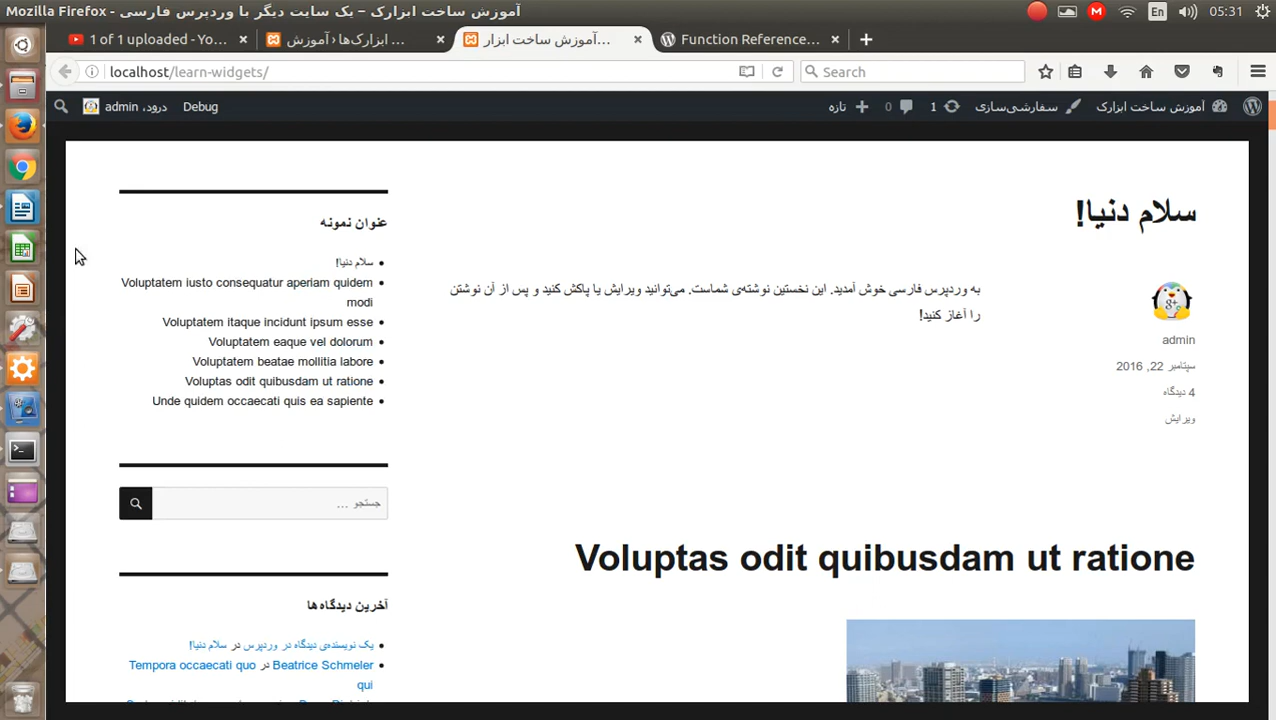 Mozilla Firefox - آموزش ساخت ابزارک – یک سایت دیگر با وردپرس فارسی
En
05:31
1 of 1 uploaded - Yo...
ابزارک‌ها ‹ آموزش ...
آموزش ساخت ابزار...
Function Reference...
localhost/learn-widgets/
Search
آموزش ساخت ابزارک
سفارشی‌سازی
1
0
تازه
Debug
درود، admin
سلام دنیا!
به وردپرس فارسی خوش آمدید. این نخستین نوشته‌ی شماست. می‌توانید ویرایش یا پاکش کنید و پس از آن نوشتن
را آغاز کنید!
admin
سپتامبر 22, 2016
4 دیدگاه
ویرایش
Voluptas odit quibusdam ut ratione
عنوان نمونه
سلام دنیا!
Voluptatem iusto consequatur aperiam quidem
modi
Voluptatem itaque incidunt ipsum esse
Voluptatem eaque vel dolorum
Voluptatem beatae mollitia labore
Voluptas odit quibusdam ut ratione
Unde quidem occaecati quis ea sapiente
جستجو …
آخرین دیدگاه‌ها
یک نویسنده‌ی دیدگاه در وردپرس در سلام دنیا!
Beatrice Schmeler در Tempora occaecati quo
qui